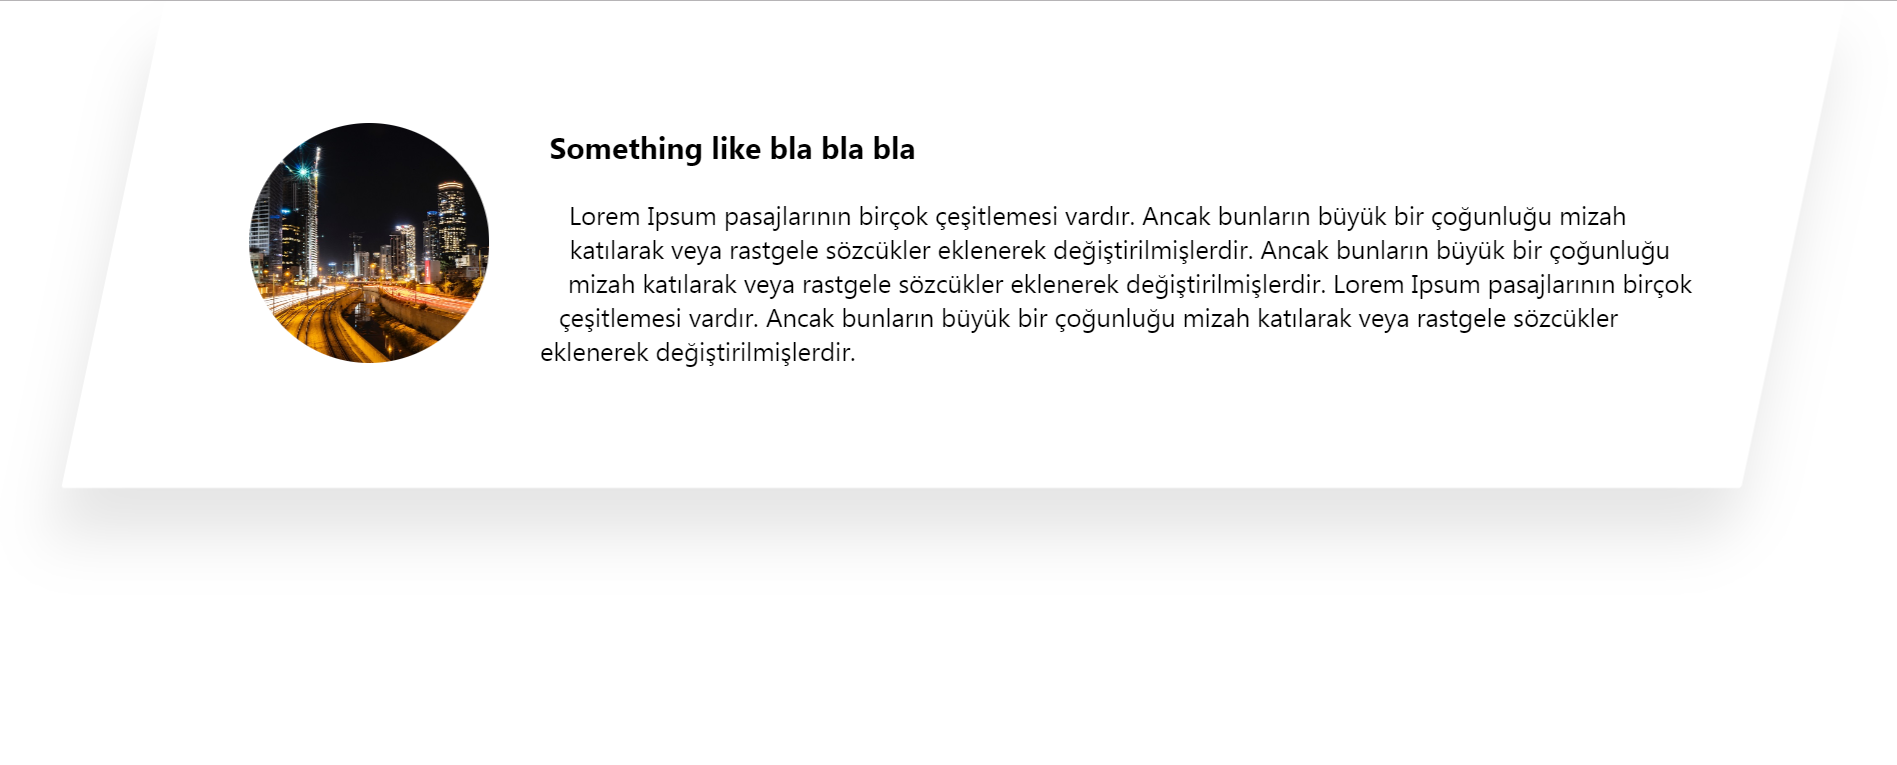 Something like bla bla bla
Lorem Ipsum pasajlarının birçok çeşitlemesi vardır. Ancak bunların büyük bir çoğunluğu mizah
katılarak veya rastgele sözcükler eklenerek değiştirilmişlerdir. Ancak bunların büyük bir çoğunluğu
mizah katılarak veya rastgele sözcükler eklenerek değiştirilmişlerdir. Lorem Ipsum pasajlarının birçok
çeşitlemesi vardır. Ancak bunların büyük bir çoğunluğu mizah katılarak veya rastgele sözcükler
eklenerek değiştirilmişlerdir.